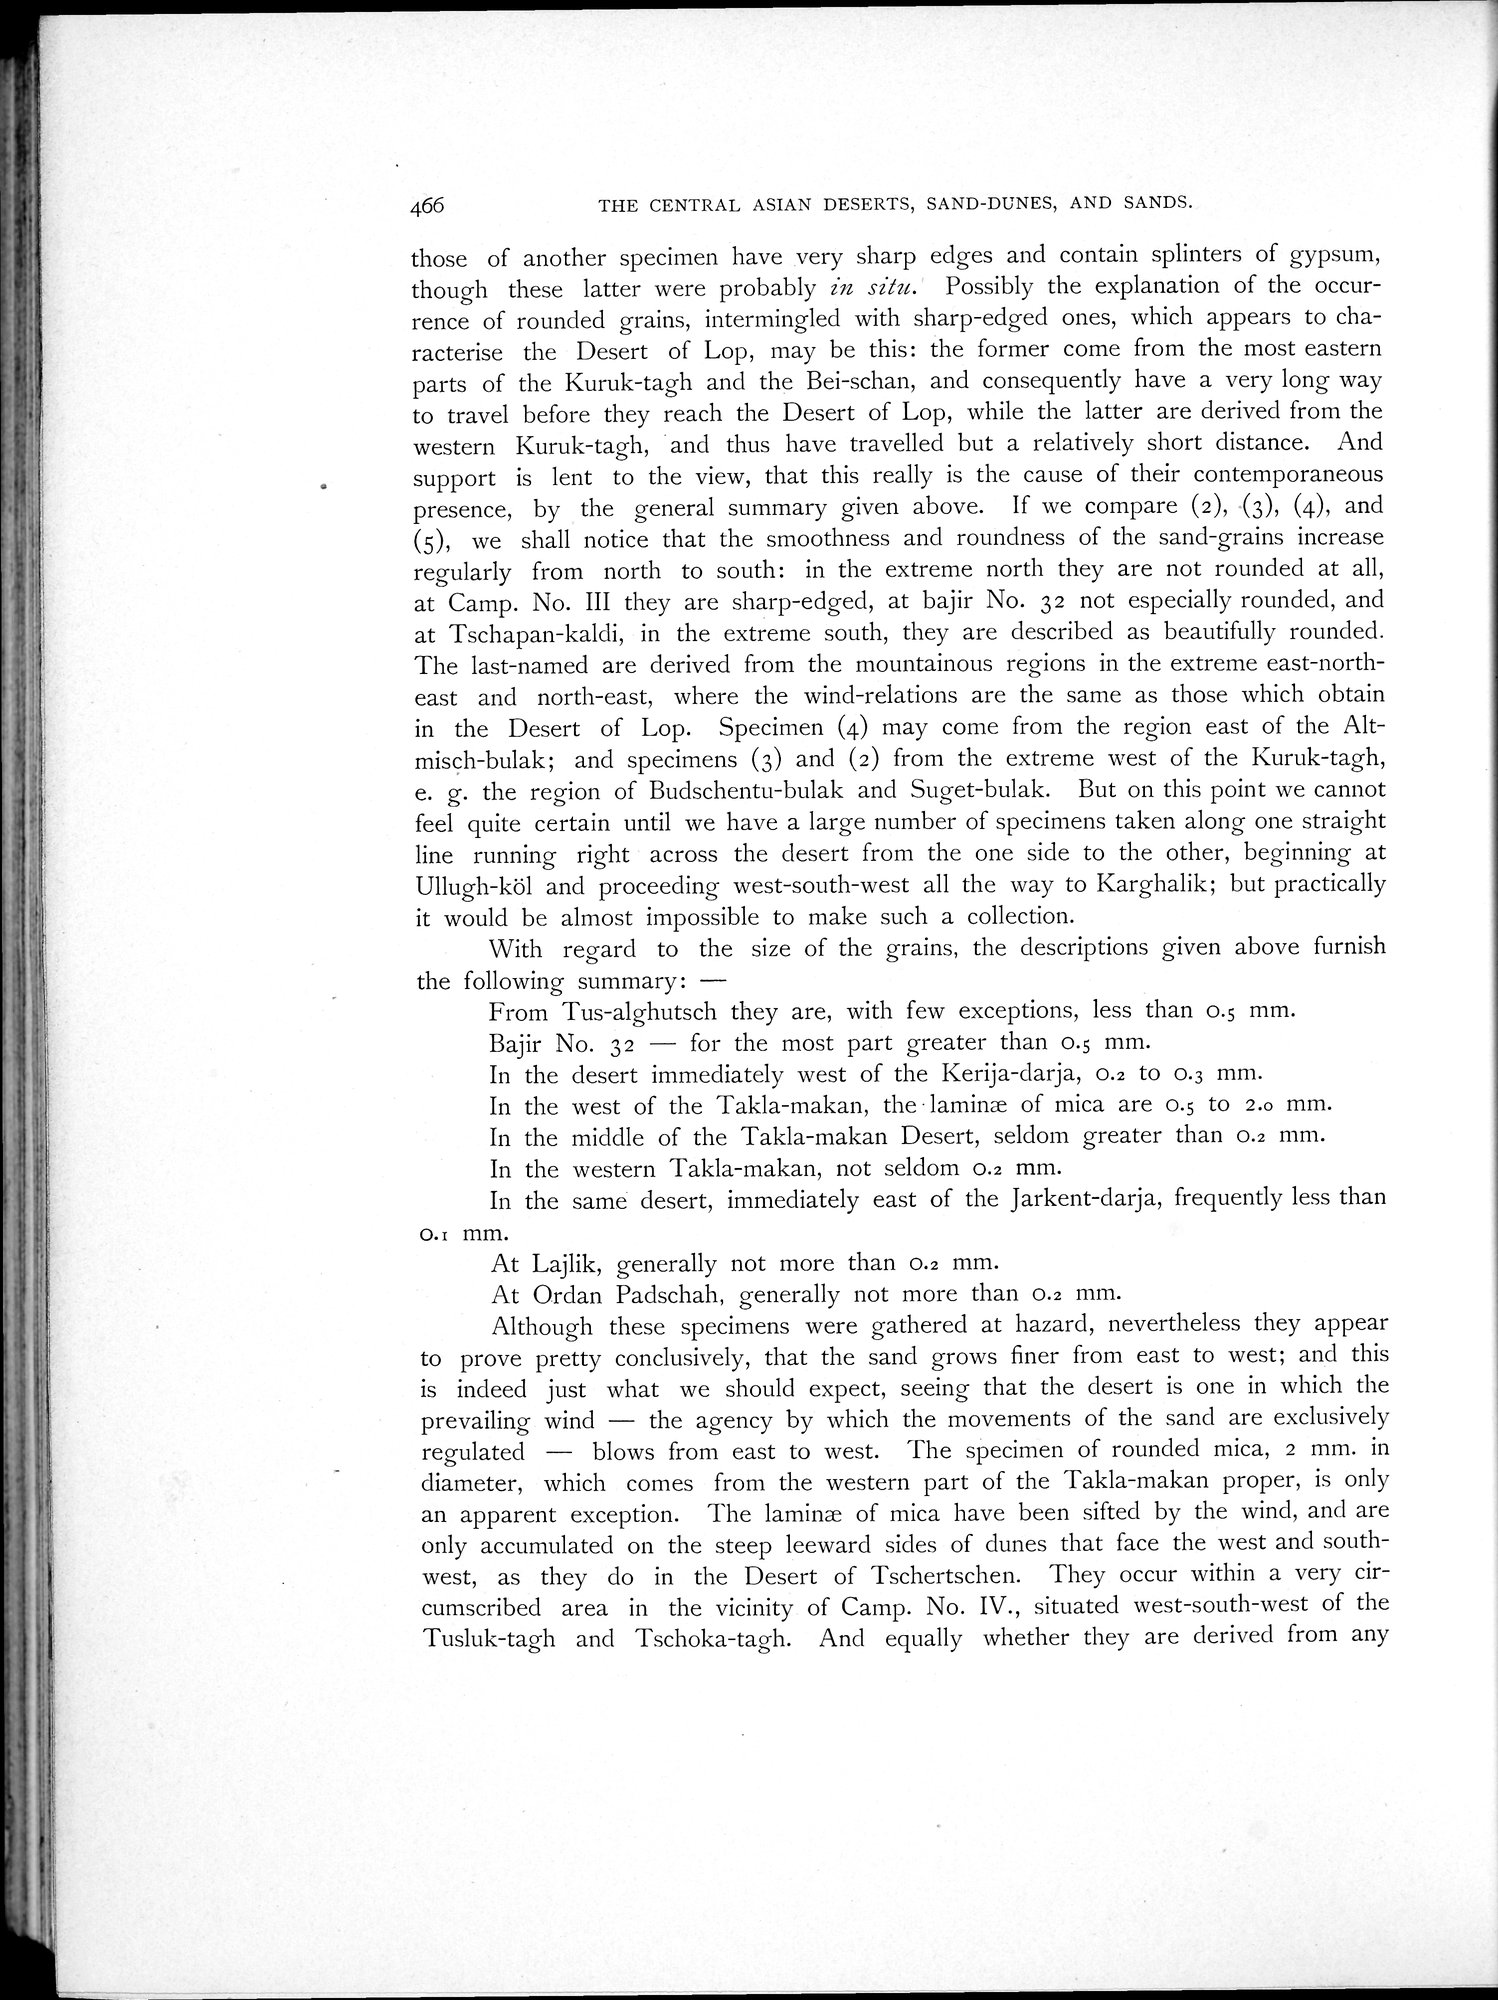 466 THE CENTRAL ASIAN DESERTS, SAND-DUNES, AND SANDS.
those of another specimen have very sharp edges and contain splinters of gypsum,
though these latter were probably in situ. Possibly the explanation of the occur-
rence of rounded grains, intermingled with sharp-edged ones, which appears to cha-
racterise the Desert of Lop, may be this: the former come from the most eastern
parts of the Kuruk-tagh and the Bei-schan, and consequently have a very long way
to travel before they reach the Desert of Lop, while the latter are derived from the
western Kuruk-tagh, and thus have travelled but a relatively short distance. And
support is lent to the view, that this really is the cause of their contemporaneous
presence, by the general summary given above. If we compare (2), (3), (4), and
(5), we shall notice that the smoothness and roundness of the sand-grains increase
regularly from north to south: in the extreme north they are not rounded at all,
at Camp. No. III they are sharp-edged, at bajir No. 32 not especially rounded, and
at Tschapan-kaldi, in the extreme south, they are described as beautifully rounded.
The last-named are derived from the mountainous regions in the extreme east-north-
east and north-east, where the wind-relations are the same as those which obtain
in the Desert of Lop. Specimen (4) may come from the region east of the Alt-
misch-bulak; and specimens (3) and (2) from the extreme west of the Kuruk-tagh,
e. g. the region of Budschentu-bulak and Suget-bulak. But on this point we cannot
feel quite certain until we have a large number of specimens taken along one straight
line running right across the desert from the one side to the other, beginning at
Ullugh-köl and proceeding west-south-west all the way to Karghalik; but practically
it would be almost impossible to make such a collection.
With regard to the size of the grains, the descriptions given above furnish
the following summary: —
From Tus-alghutsch they are, with few exceptions, less than 0.5 mm.
Bajir No. 32 — for the most part greater than 0.5 mm.
In the desert immediately west of the Kerija-darja, 0.2 to 0.3 mm.
In the west of the Takla-makan, the laminæ of mica are 0.5 to 2.0 mm.
In the middle of the Takla-makan Desert, seldom greater than 0.2 mm.
In the western Takla-makan, not seldom 0.2 mm.
In the same desert, immediately east of the Jarkent-darja, frequently less than
0.1 mm.
At Lajlik, generally not more than 0.2 mm.
At Ordan Padschah, generally not more than 0.2 mm.
Although these specimens were gathered at hazard, nevertheless they appear
to prove pretty conclusively, that the sand grows finer from east to west; and this
is indeed just what we should expect, seeing that the desert is one in which the
prevailing wind — the agency by which the movements of the sand are exclusively
regulated — blows from east to west. The specimen of rounded mica, 2 mm. in
diameter, which comes from the western part of the Takla-makan proper, is only
an apparent exception. The laminæ of mica have been sifted by the wind, and are
only accumulated on the steep leeward sides of dunes that face the west and south-
west, as they do in the Desert of Tschertschen. They occur within a very cir-
cumscribed area in the vicinity of Camp. No. IV., situated west-south-west of the
Tusluk-tagh and Tschoka-tagh. And equally whether they are derived from any